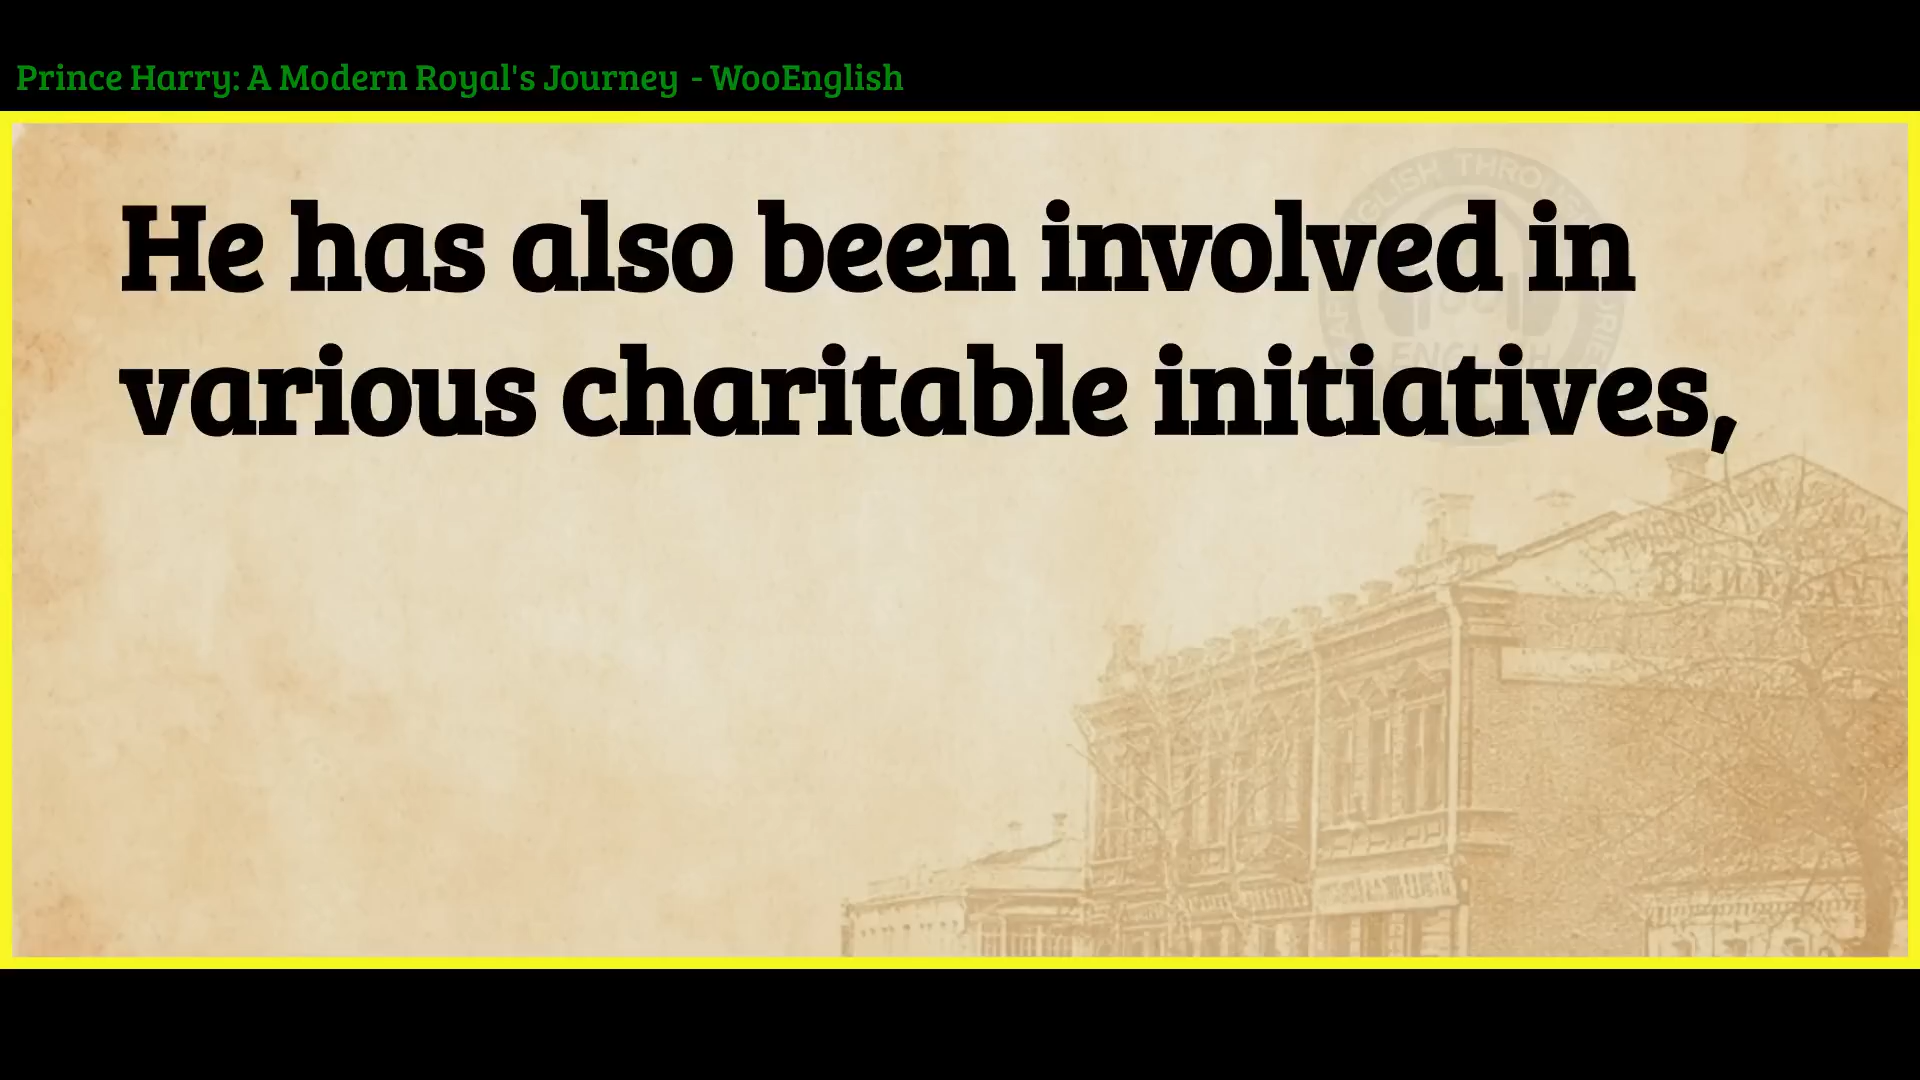 Prince Harry: A Modern Royal's Journey - WooEnglish
He has also been involved in
various charitable initiatives,